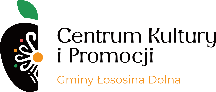 Centrum Kultury
i Promocji
Gminy Łososina Dolna